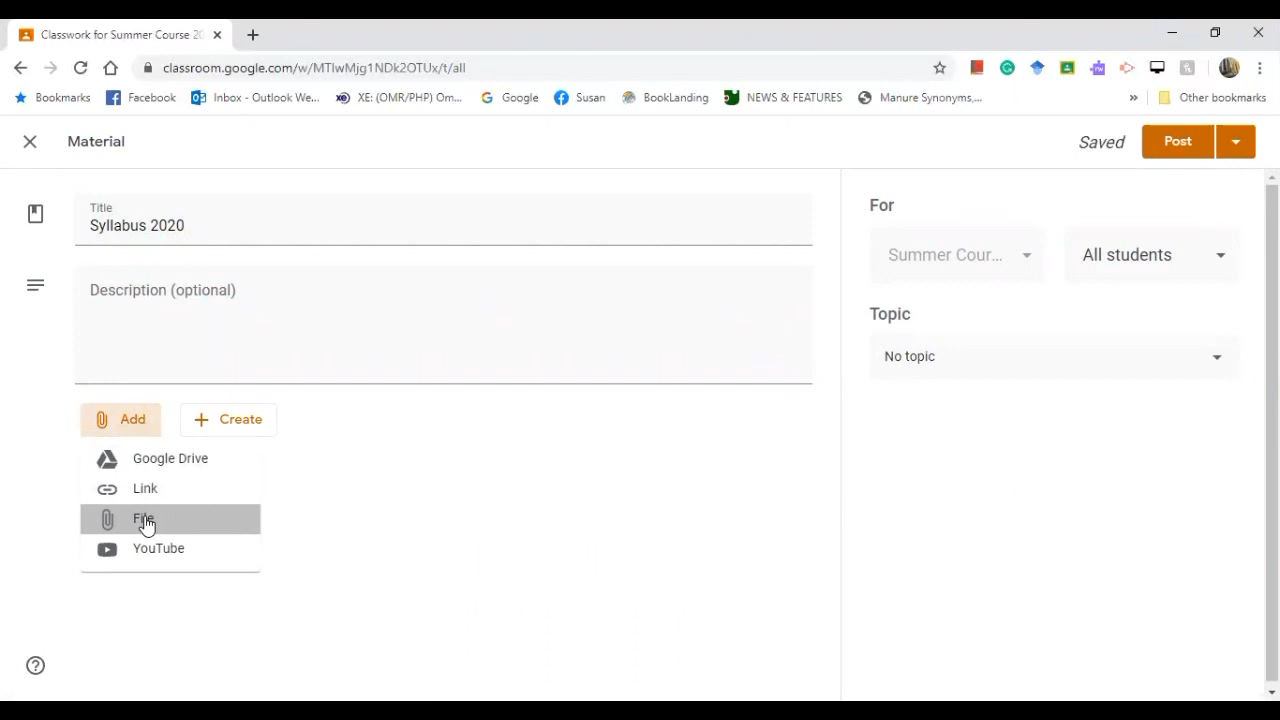 Classwork for Summer Course 20
classroom.google.com/w/MTIwMjg1NDk2OTUx/t/all
Bookmarks Facebook Inbox - Outlook We... XE: (OMR/PHP) Om... Google Susan BookLanding NEWS & FEATURES Manure Synonyms,... » Other bookmarks
Material Saved Post
Title
Syllabus 2020
Description (optional)
Add Create
Google Drive
Link
File
YouTube
For
Summer Cour... All students
Topic
No topic